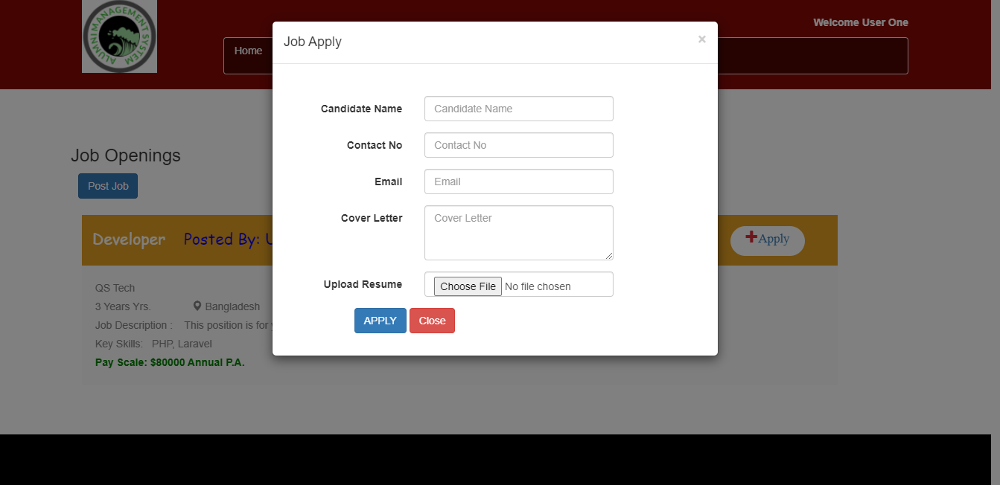 ALUMNI MANAGEMENT SYSTEM
Welcome User One
Home
Job Apply
×
Candidate Name Candidate Name
Contact No Contact No
Email Email
Cover Letter Cover Letter
Upload Resume Choose File No file chosen
APPLY Close
Job Openings
Post Job
Developer Posted By: U
Apply
QS Tech
3 Years Yrs. Bangladesh
Job Description : This position is for
Key Skills: PHP, Laravel
Pay Scale: $80000 Annual P.A.